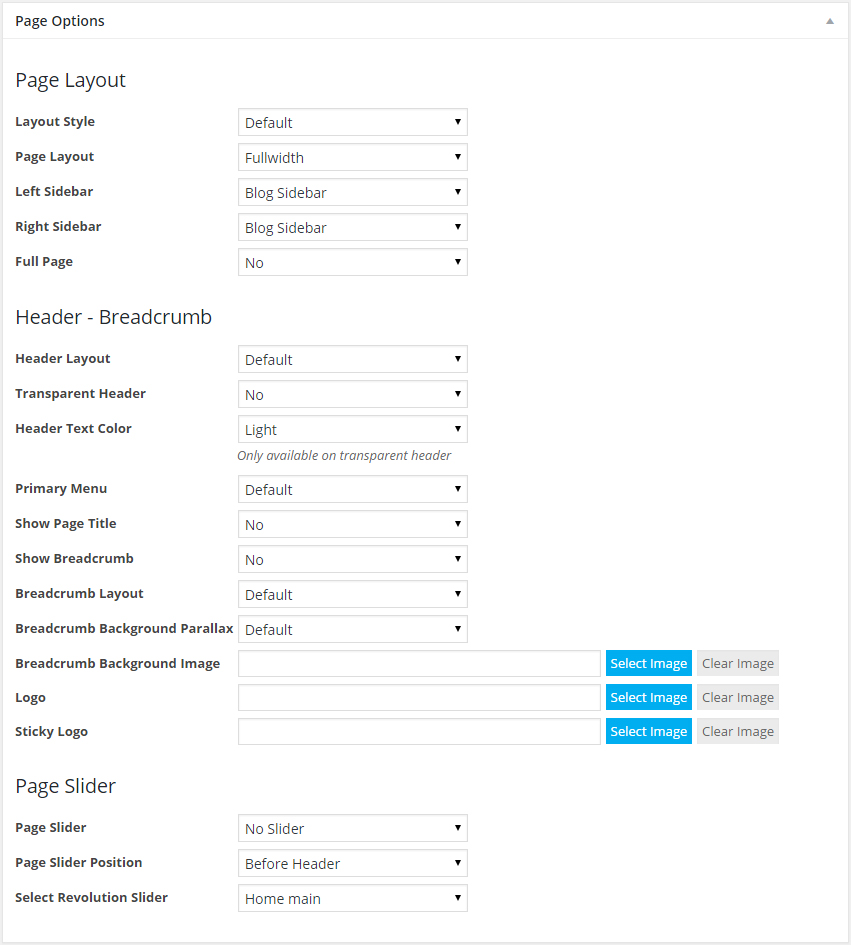 Page Options
Page Layout
Layout Style Default
Page Layout Fullwidth
Left Sidebar Blog Sidebar
Right Sidebar Blog Sidebar
Full Page No
Header - Breadcrumb
Header Layout Default
Transparent Header No
Header Text Color Light
Only available on transparent header
Primary Menu Default
Show Page Title No
Show Breadcrumb No
Breadcrumb Layout Default
Breadcrumb Background Parallax Default
Breadcrumb Background Image Select Image Clear Image
Logo Select Image Clear Image
Sticky Logo Select Image Clear Image
Page Slider
Page Slider No Slider
Page Slider Position Before Header
Select Revolution Slider Home main